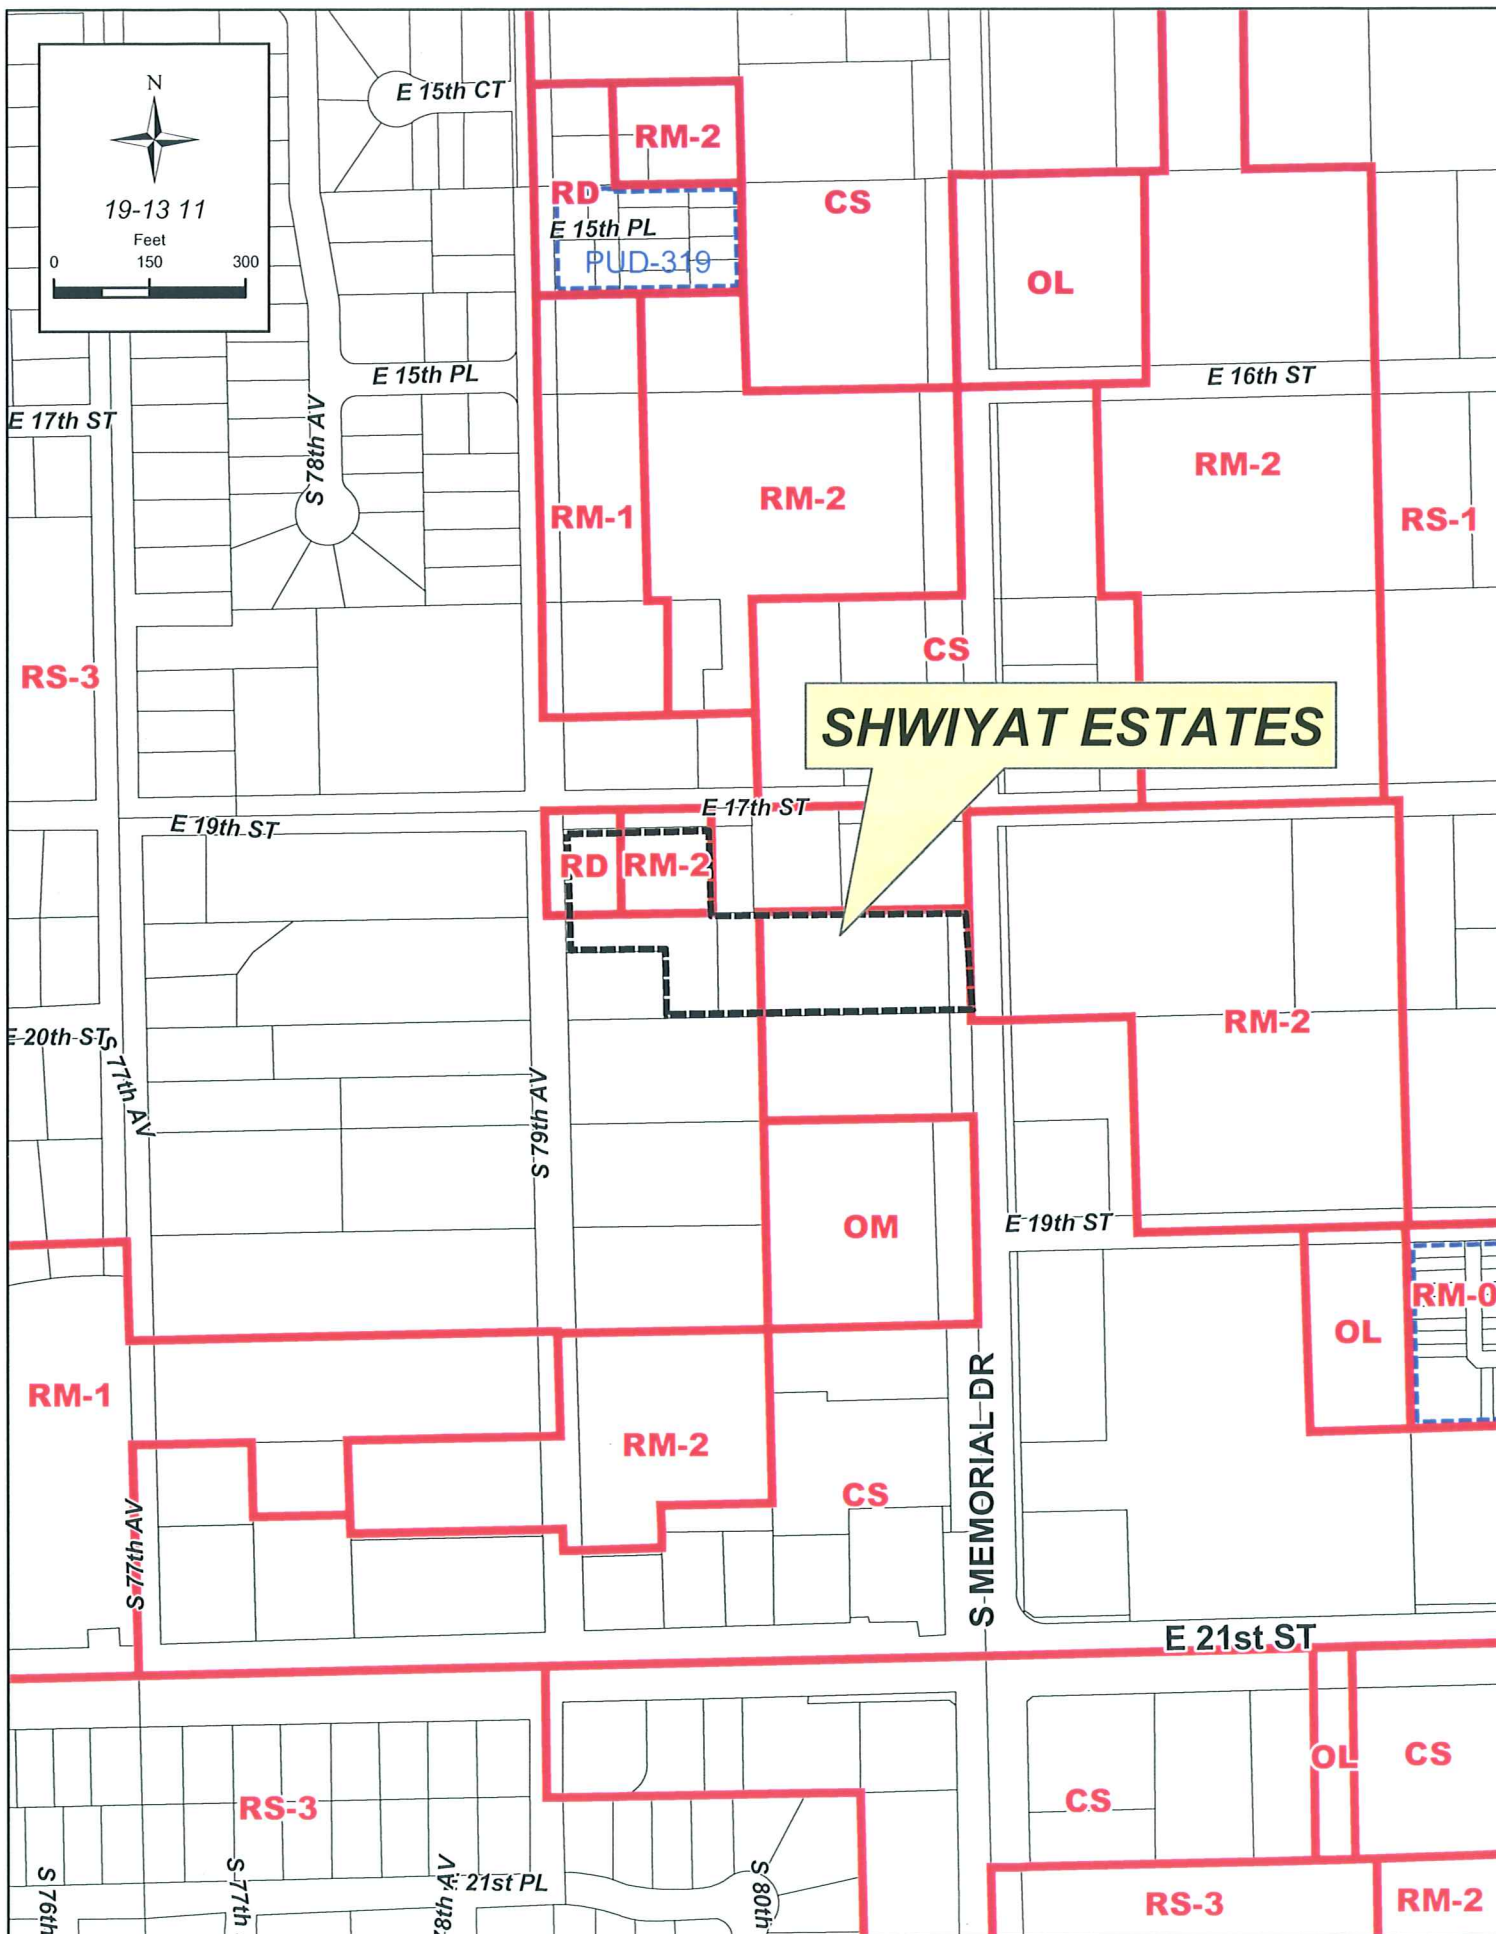 N
19-13 11
Feet
0 150 300
E 15th CT
RM-2
RD
E 15th PL
PUD-319
CS
OL
E 15th PL
E 16th ST
E 17th ST
S 78th AV
RM-1
RM-2
RM-2
RS-1
RS-3
CS
SHWIYAT ESTATES
E 17th ST
E 19th ST
RD
RM-2
E 20th ST
S 77th AV
S 79th AV
RM-2
OM
E 19th ST
OL
RM-0
RM-1
RM-2
CS
S MEMORIAL DR
S 77th AV
E 21st ST
OL
CS
CS
RS-3
S 76th
S 77th
78th AV
E 21st PL
S 80th
RS-3
RM-2